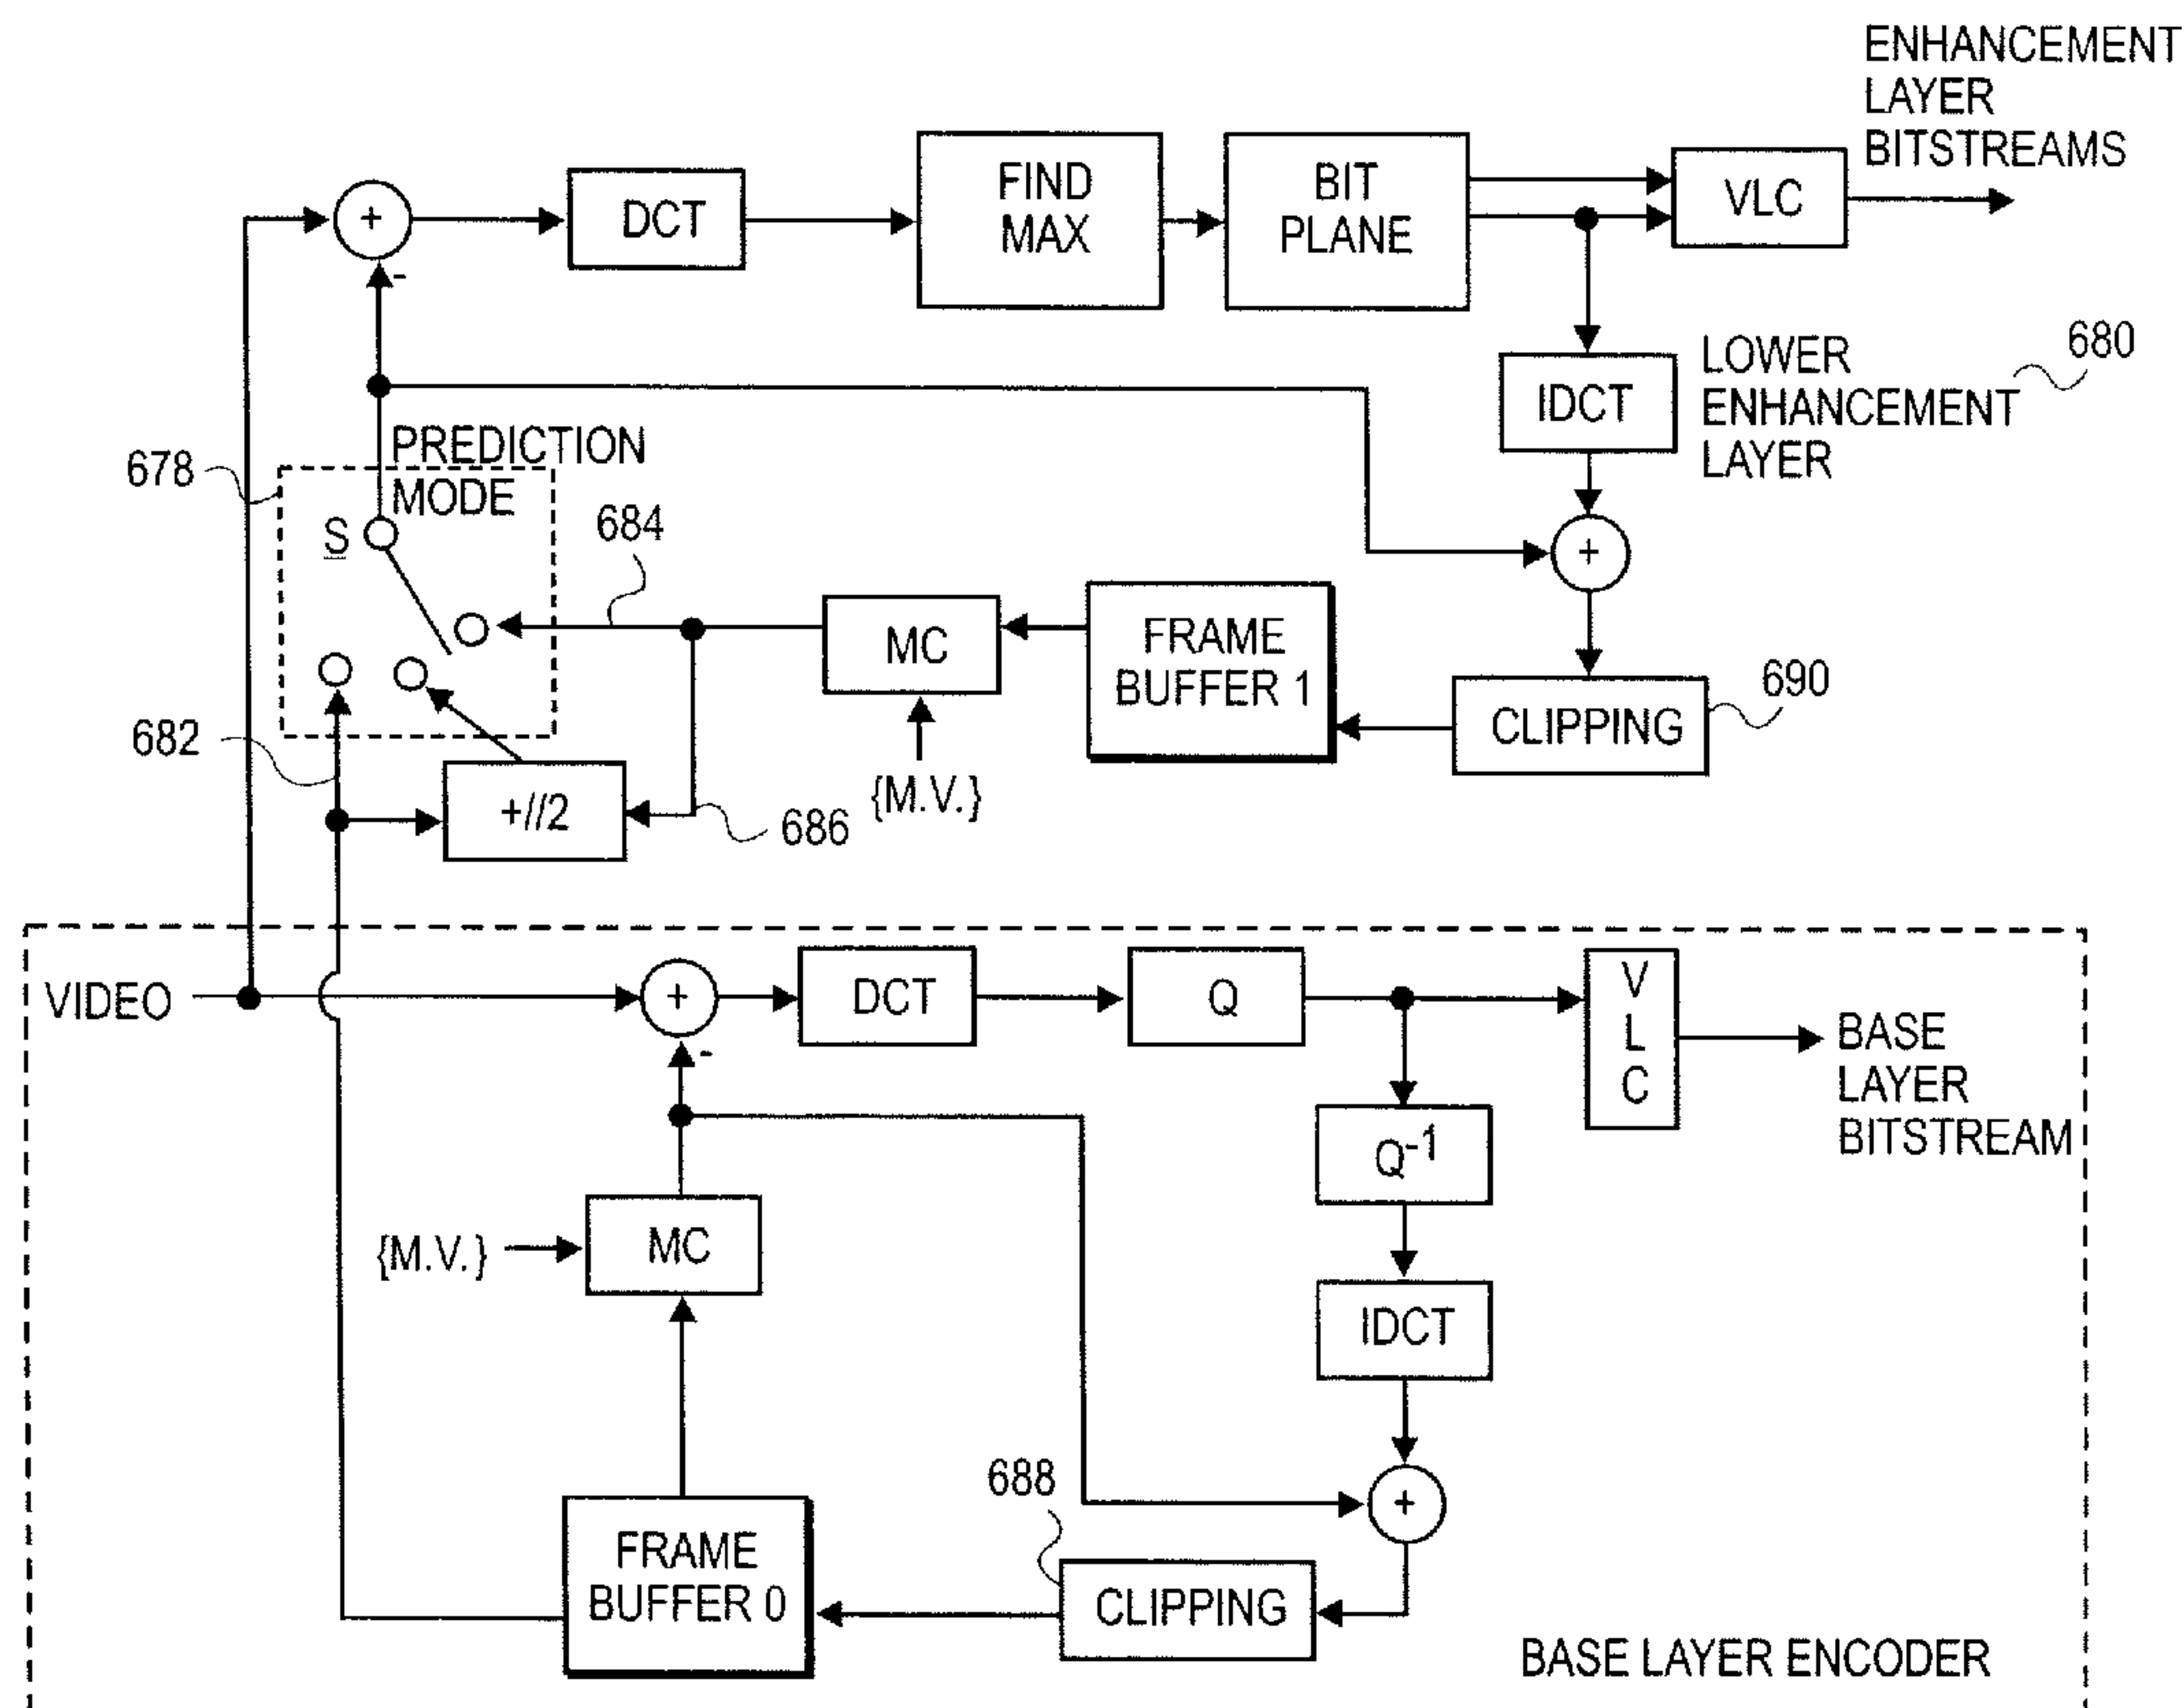 ENHANCEMENT
LAYER
BITSTREAMS
+
DCT
FIND
MAX
BIT
PLANE
VLC
-
IDCT
LOWER
ENHANCEMENT
LAYER
680
PREDICTION
MODE
678
S
684
+
MC
FRAME
BUFFER 1
CLIPPING
690
682
+//2
686
{M.V.}
VIDEO
+
DCT
Q
V
L
C
BASE
LAYER
BITSTREAM
-
Q-1
{M.V.}
MC
IDCT
688
+
FRAME
BUFFER 0
CLIPPING
BASE LAYER ENCODER